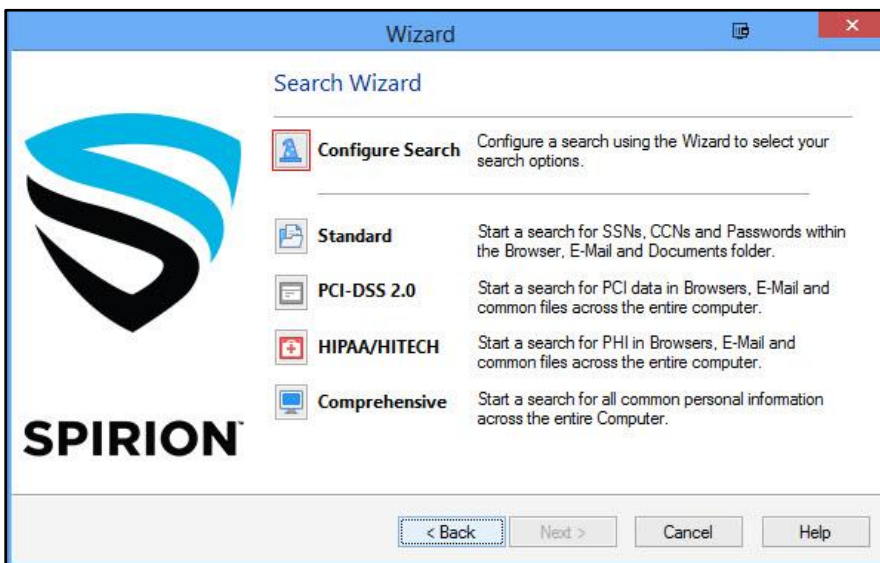 Wizard
Search Wizard
Configure Search
Configure a search using the Wizard to select your
search options.
Standard
Start a search for SSNs, CCNs and Passwords within
the Browser, E-Mail and Documents folder.
PCI-DSS 2.0
Start a search for PCI data in Browsers, E-Mail and
common files across the entire computer.
HIPAA/HITECH
Start a search for PHI in Browsers, E-Mail and
common files across the entire computer.
Comprehensive
Start a search for all common personal information
across the entire Computer.
SPIRION™
< Back
Next >
Cancel
Help